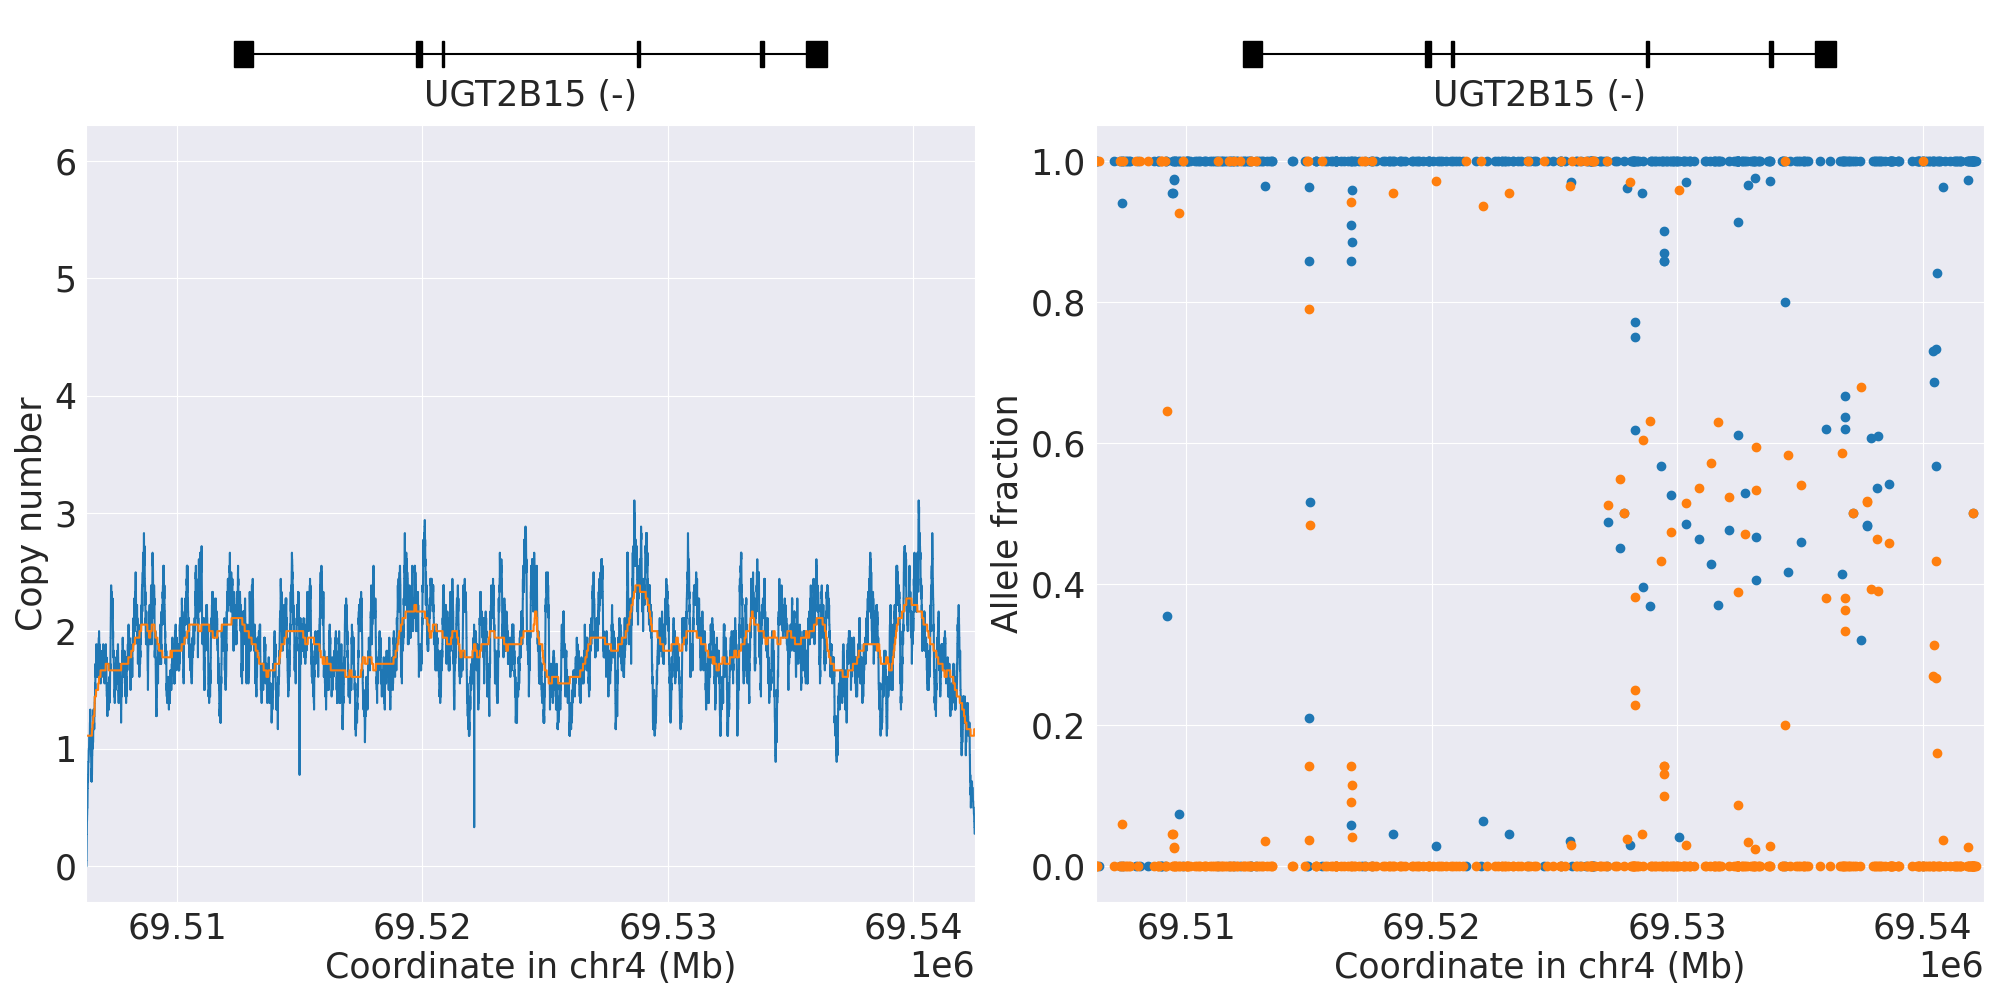 UGT2B15 (-)
6
5
4
3
2
1
0
Copy number
69.51 69.52 69.53 69.54
Coordinate in chr4 (Mb)
1e6
UGT2B15 (-)
1.0
0.8
0.6
0.4
0.2
0.0
Allele fraction
69.51 69.52 69.53 69.54
Coordinate in chr4 (Mb)
1e6